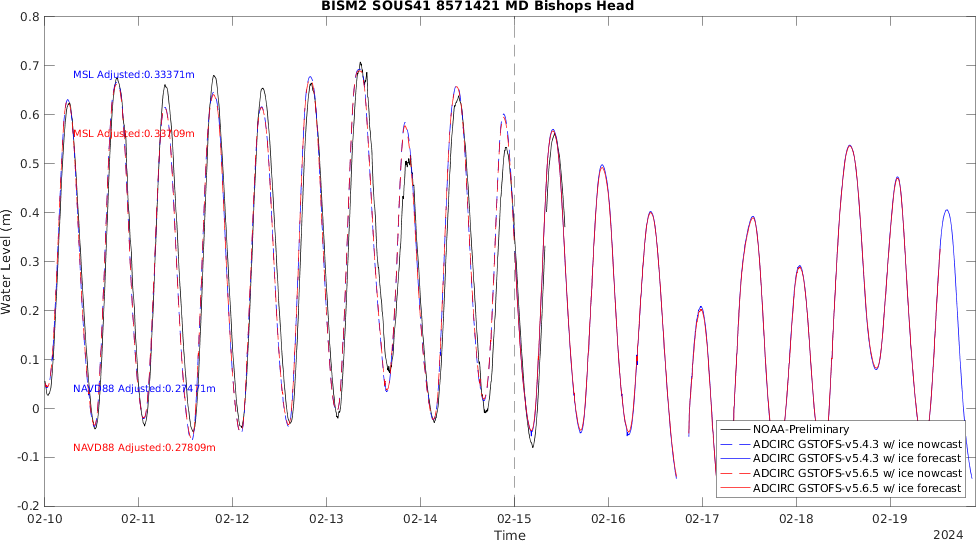 BISM2 SOUS41 8571421 MD Bishops Head
0.8
0.7
0.6
0.5
0.4
0.3
0.2
0.1
0
-0.1
-0.2
Water Level (m)
MSL Adjusted:0.33371m
MSL Adjusted:0.33709m
NAVD88 Adjusted:0.27471m
NAVD88 Adjusted:0.27809m
NOAA-Preliminary
ADCIRC GSTOFS-v5.4.3 w/ ice nowcast
ADCIRC GSTOFS-v5.4.3 w/ ice forecast
ADCIRC GSTOFS-v5.6.5 w/ ice nowcast
ADCIRC GSTOFS-v5.6.5 w/ ice forecast
02-10 02-11 02-12 02-13 02-14 02-15 02-16 02-17 02-18 02-19
Time
2024